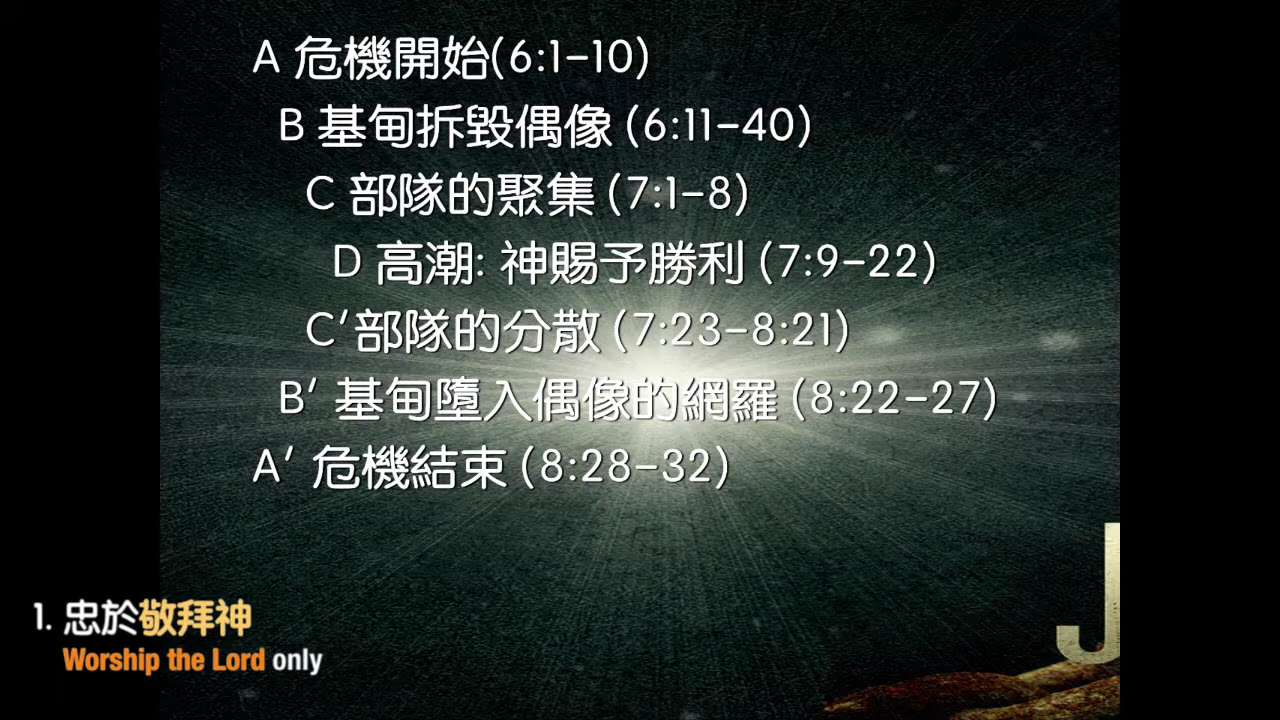 A 危機開始(6:1-10)
B 基甸拆毀偶像 (6:11-40)
C 部隊的聚集 (7:1-8)
D 高潮: 神賜予勝利 (7:9-22)
C'部隊的分散 (7:23-8:21)
B' 基甸墮入偶像的網羅 (8:22-27)
A' 危機結束 (8:28-32)
J
1. 忠於敬拜神
Worship the Lord only